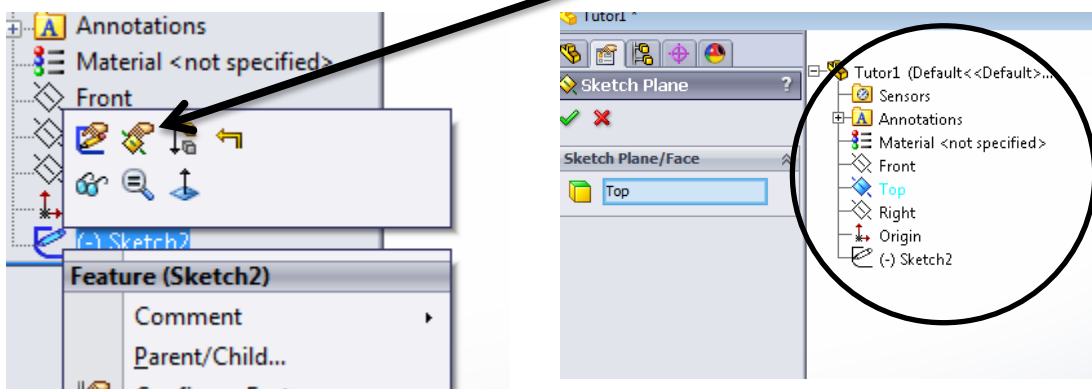 Annotations
Material <not specified>
Front
(-) Sketch2
Feature (Sketch2)
Comment
Parent/Child...
Tutor1 *
Sketch Plane ?
Sketch Plane/Face
Top
Tutor1 (Default<<Default>...
Sensors
Annotations
Material <not specified>
Front
Top
Right
Origin
(-) Sketch2